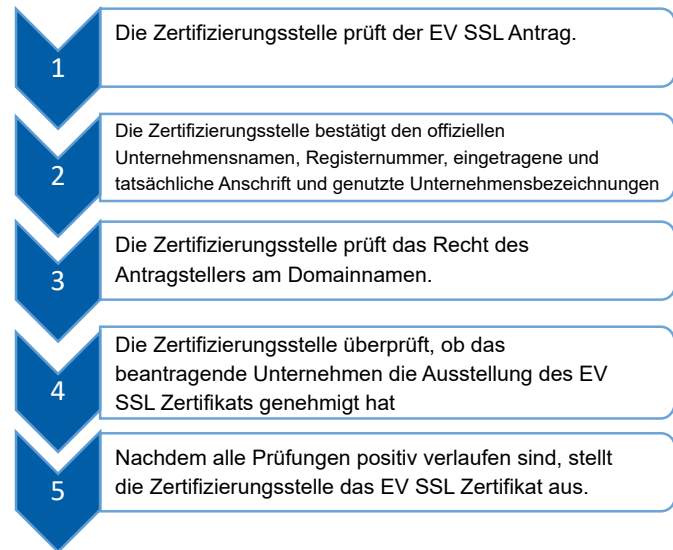 1
Die Zertifizierungsstelle prüft der EV SSL Antrag.
2
Die Zertifizierungsstelle bestätigt den offiziellen
Unternehmensnamen, Registernummer, eingetragene und
tatsächliche Anschrift und genutzte Unternehmensbezeichnungen
3
Die Zertifizierungsstelle prüft das Recht des
Antragstellers am Domainnamen.
4
Die Zertifizierungsstelle überprüft, ob das
beantragende Unternehmen die Ausstellung des EV
SSL Zertifikats genehmigt hat
5
Nachdem alle Prüfungen positiv verlaufen sind, stellt
die Zertifizierungsstelle das EV SSL Zertifikat aus.